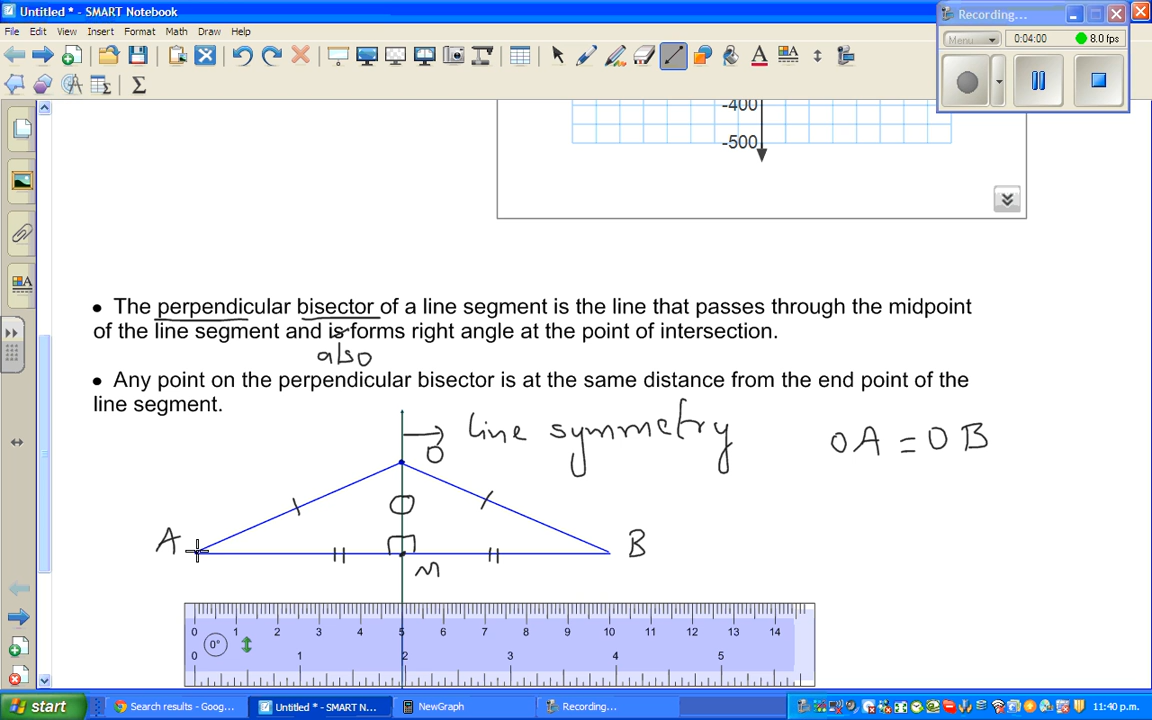 Untitled * - SMART Notebook
File Edit View Insert Format Math Draw Help
Recording...
Menu 0:04:00 8.0 fps
-400
-500
• The perpendicular bisector of a line segment is the line that passes through the midpoint
of the line segment and is forms right angle at the point of intersection.
also
• Any point on the perpendicular bisector is at the same distance from the end point of the
line segment.
line symmetry
O
OA = OB
A
B
M
0 1 2 3 4 5 6 7 8 9 10 11 12 13 14
0°
0 1 2 3 4 5
start Search results - Goog... Untitled * - SMART N... NewGraph Recording... 11:40 p.m.